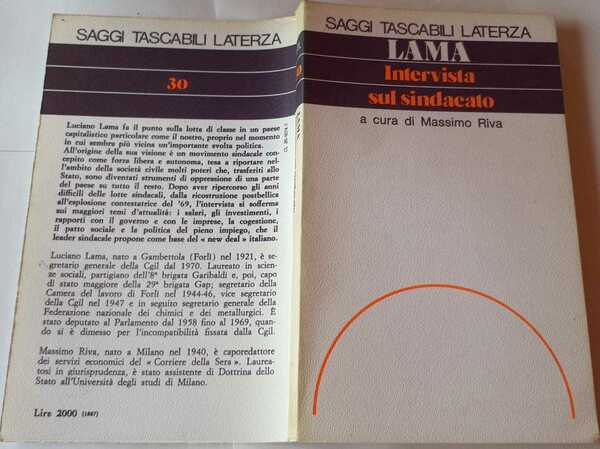 SAGGI TASCABILI LATERZA
30
Luciano Lama fa il punto sulla lotta di classe in un paese
capitalistico particolare come il nostro, proprio nel momento
in cui sembra più vicina un'importante svolta politica.
All'origine della sua visione è un movimento sindacale con-
cepito come forza libera e autonoma, tesa a riportare nel-
l'ambito della società civile molti poteri che, trasferiti allo
Stato, sono diventati strumenti di oppressione di una parte
del paese su tutto il resto. Dopo aver ripercorso gli anni
difficili delle lotte sindacali, dalla ricostruzione postbellica
all'esplosione contestatrice del '69, l'intervista si sofferma
sui maggiori temi d'attualità: i salari, gli investimenti, i
rapporti con il governo e con le imprese, la cogestione,
il patto sociale e la politica del pieno impiego, che il
leader sindacale propone come base del « new deal » italiano.
Luciano Lama, nato a Gambettola (Forlì) nel 1921, è se-
gretario generale della Cgil dal 1970. Laureato in scien-
ze sociali, partigiano dell'8ª brigata Garibaldi e, poi, capo
di stato maggiore della 29ª brigata Gap; segretario della
Camera del lavoro di Forlì nel 1944-46, vice segretario
della Cgil nel 1947 e in seguito segretario generale della
Federazione nazionale dei chimici e dei metallurgici. È
stato deputato al Parlamento dal 1958 fino al 1969, quan-
do si è dimesso per l'incompatibilità fissata dalla Cgil.
Massimo Riva, nato a Milano nel 1940, è caporedattore
dei servizi economici del « Corriere della Sera ». Laurea-
tosi in giurisprudenza, è stato assistente di Dottrina dello
Stato all'Università degli studi di Milano.
Lire 2000 (1887)
LAMA
SAGGI TASCABILI LATERZA
LAMA
Intervista
sul sindacato
a cura di Massimo Riva